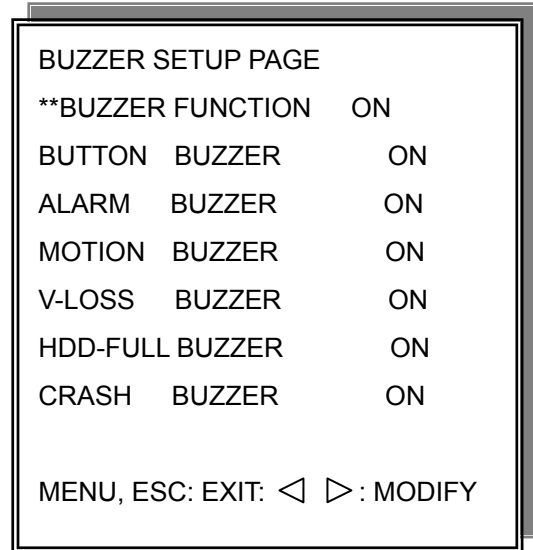 BUZZER SETUP PAGE
**BUZZER FUNCTION ON
BUTTON BUZZER ON
ALARM BUZZER ON
MOTION BUZZER ON
V-LOSS BUZZER ON
HDD-FULL BUZZER ON
CRASH BUZZER ON
MENU, ESC: EXIT: ◁ ▷: MODIFY